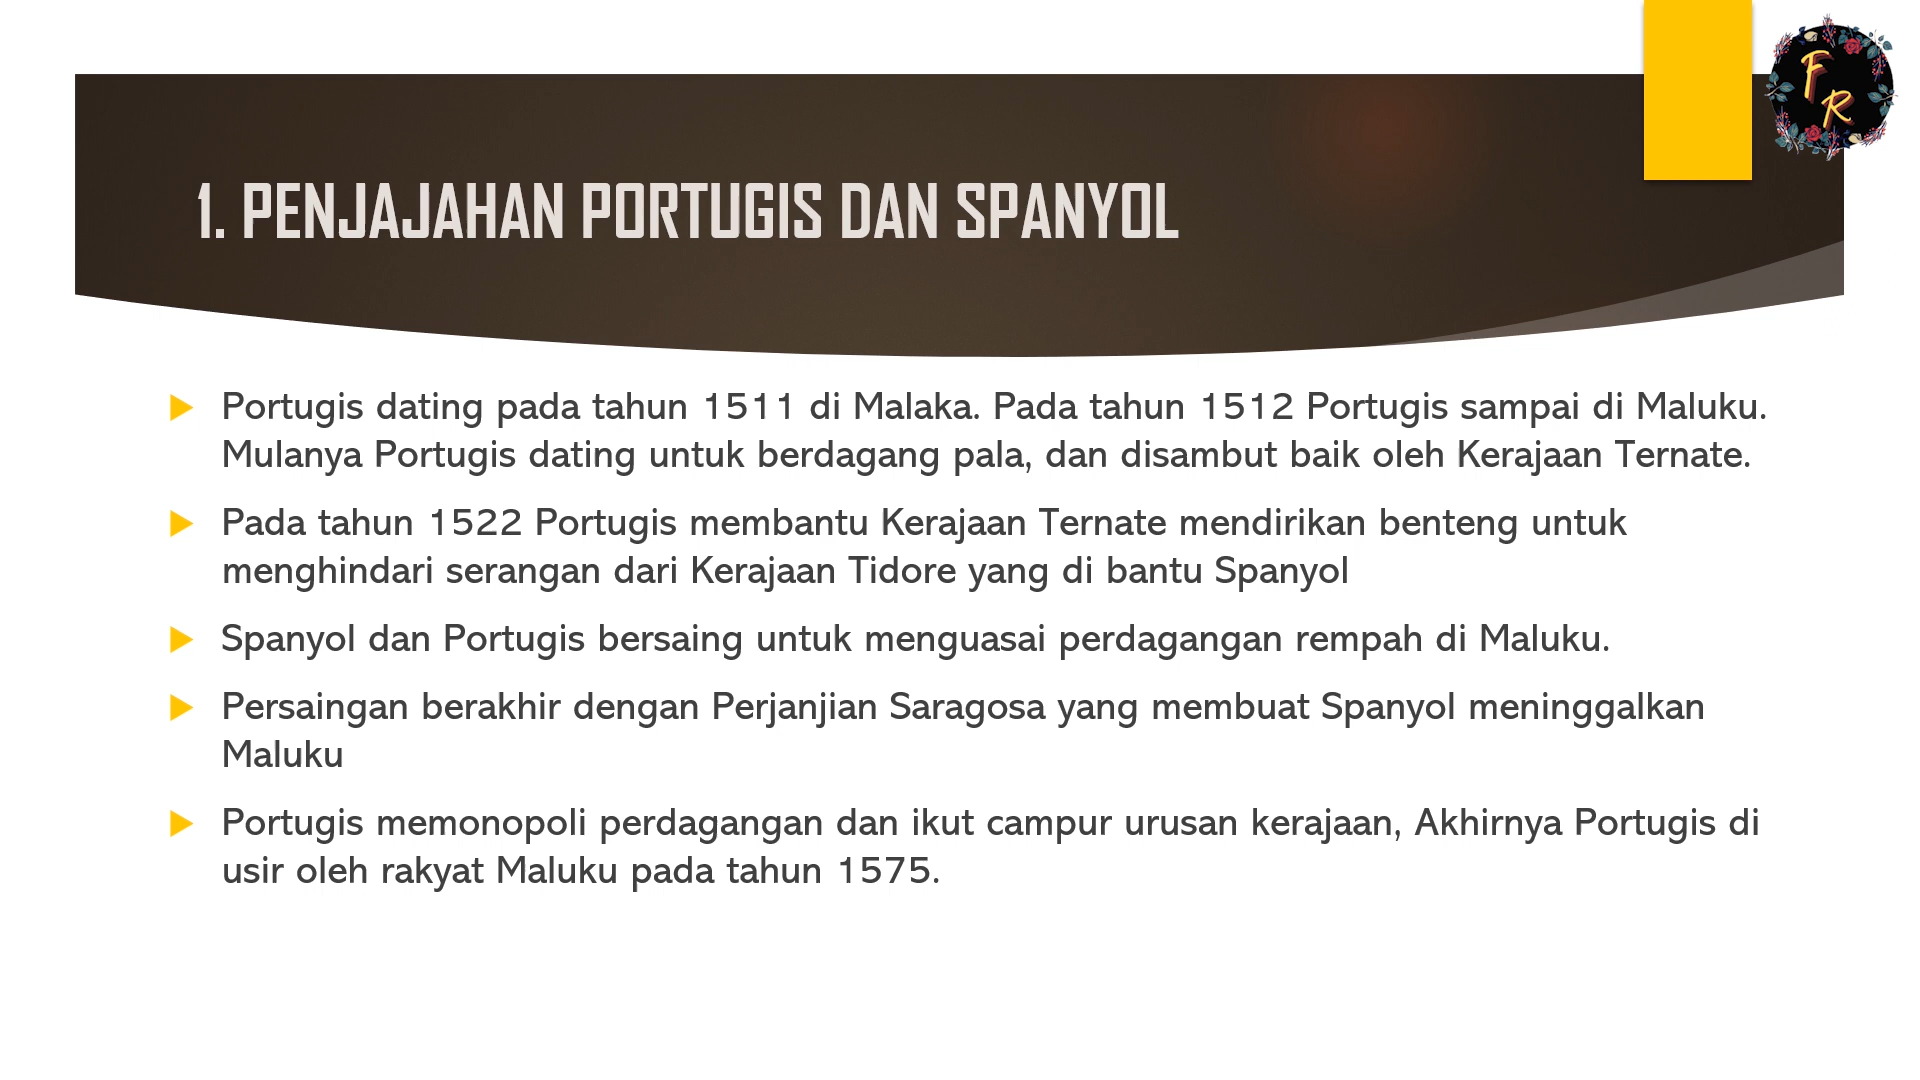 F
R
1. PENJAJAHAN PORTUGIS DAN SPANYOL
Portugis dating pada tahun 1511 di Malaka. Pada tahun 1512 Portugis sampai di Maluku.
Mulanya Portugis dating untuk berdagang pala, dan disambut baik oleh Kerajaan Ternate.
Pada tahun 1522 Portugis membantu Kerajaan Ternate mendirikan benteng untuk
menghindari serangan dari Kerajaan Tidore yang di bantu Spanyol
Spanyol dan Portugis bersaing untuk menguasai perdagangan rempah di Maluku.
Persaingan berakhir dengan Perjanjian Saragosa yang membuat Spanyol meninggalkan
Maluku
Portugis memonopoli perdagangan dan ikut campur urusan kerajaan, Akhirnya Portugis di
usir oleh rakyat Maluku pada tahun 1575.